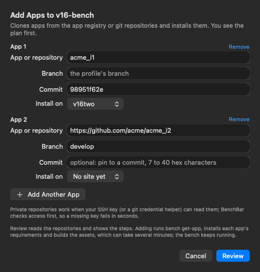 Add Apps to v16-bench
Clones apps from the app registry or git repositories and installs them. You see the
plan first.
App 1 Remove
App or repository acme_i1
Branch the profile's branch
Commit 98951f62e
Install on v16two
App 2 Remove
App or repository https://github.com/acme/acme_i2
Branch develop
Commit optional: pin to a commit, 7 to 40 hex characters
Install on No site yet
+ Add Another App
Private repositories work when your SSH key (or a git credential helper) can read them; BenchBar
checks access first, so a missing key fails in seconds.
Review reads the repositories and shows the steps. Adding runs bench get-app, installs each app's
requirements and builds the assets, which can take several minutes; the bench keeps running.
Cancel Review